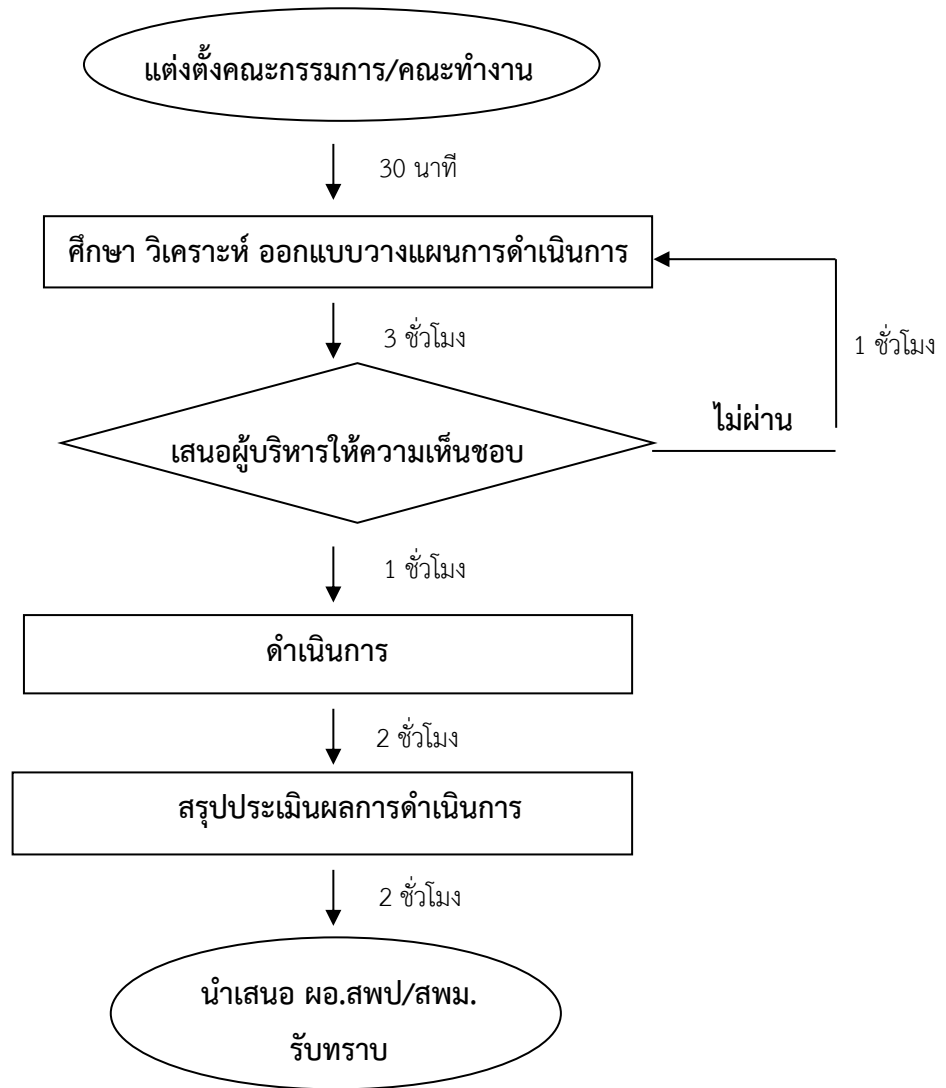 แต่งตั้งคณะกรรมการ/คณะทำงาน
30 นาที
ศึกษา วิเคราะห์ ออกแบบวางแผนการดำเนินการ
3 ชั่วโมง
1 ชั่วโมง
ไม่ผ่าน
เสนอผู้บริหารให้ความเห็นชอบ
1 ชั่วโมง
ดำเนินการ
2 ชั่วโมง
สรุปประเมินผลการดำเนินการ
2 ชั่วโมง
นำเสนอ ผอ.สพป/สพม.
รับทราบ